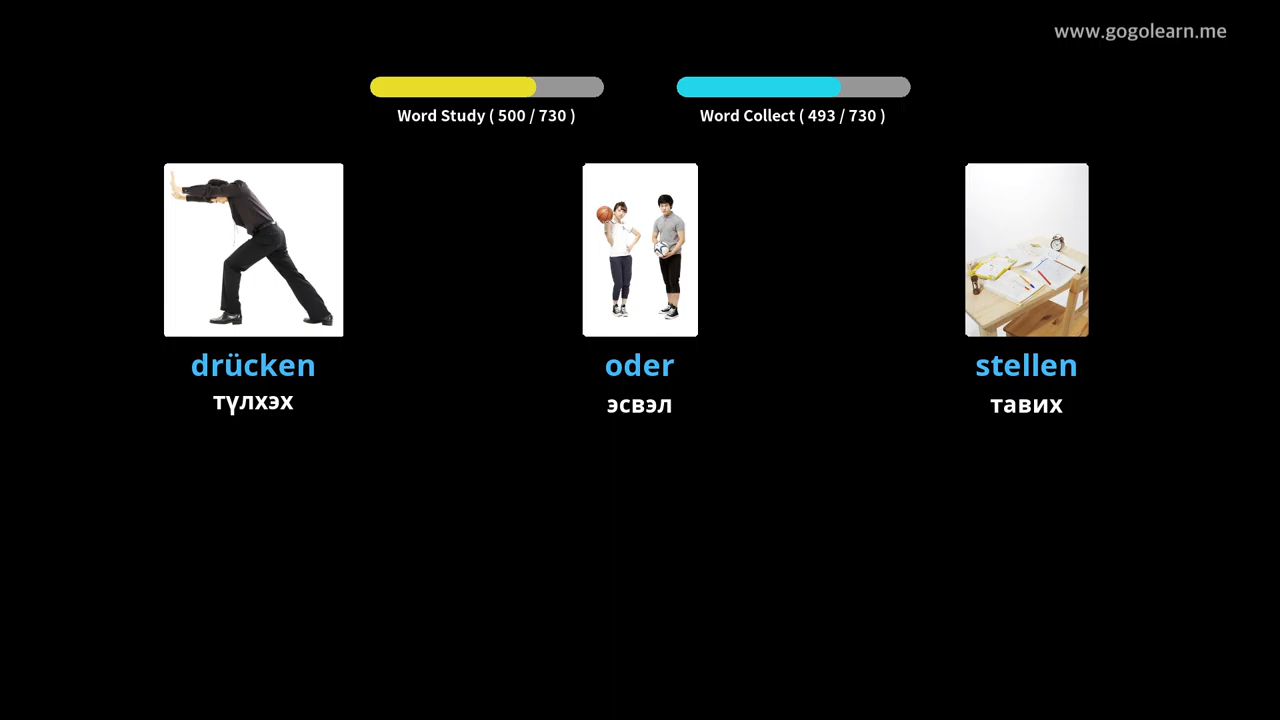 www.gogolearn.me
Word Study ( 500 / 730 )
Word Collect ( 493 / 730 )
drücken
түлхэх
oder
эсвэл
stellen
тавих